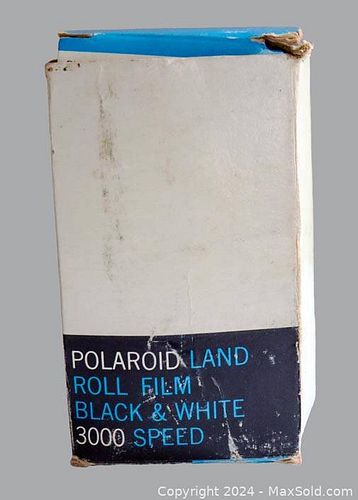 POLAROID LAND
ROLL FILM
BLACK & WHITE
3000 SPEED
Copyright © 2024 - MaxSold.com